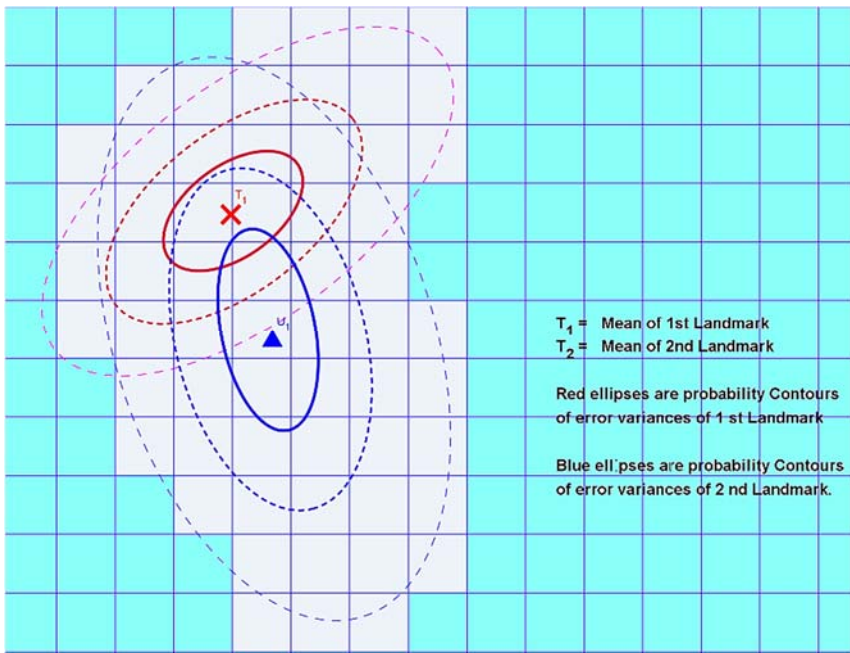 T1
U1
T1 = Mean of 1st Landmark
T2 = Mean of 2nd Landmark
Red ellipses are probability Contours
of error variances of 1 st Landmark
Blue ellipses are probability Contours
of error variances of 2 nd Landmark.